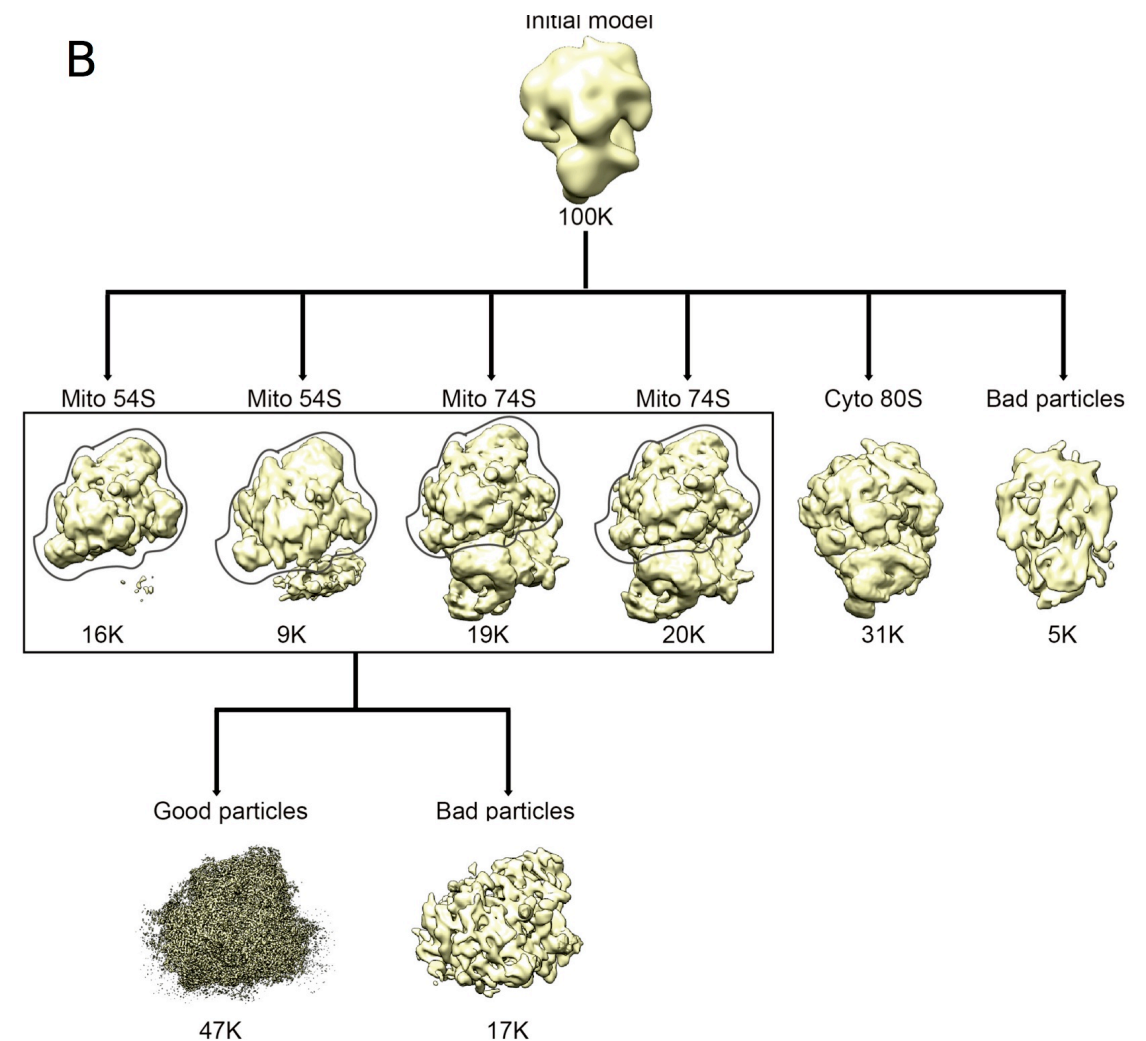 B
Initial model
100K
Mito 54S Mito 54S Mito 74S Mito 74S Cyto 80S Bad particles
16K 9K 19K 20K 31K 5K
Good particles Bad particles
47K 17K